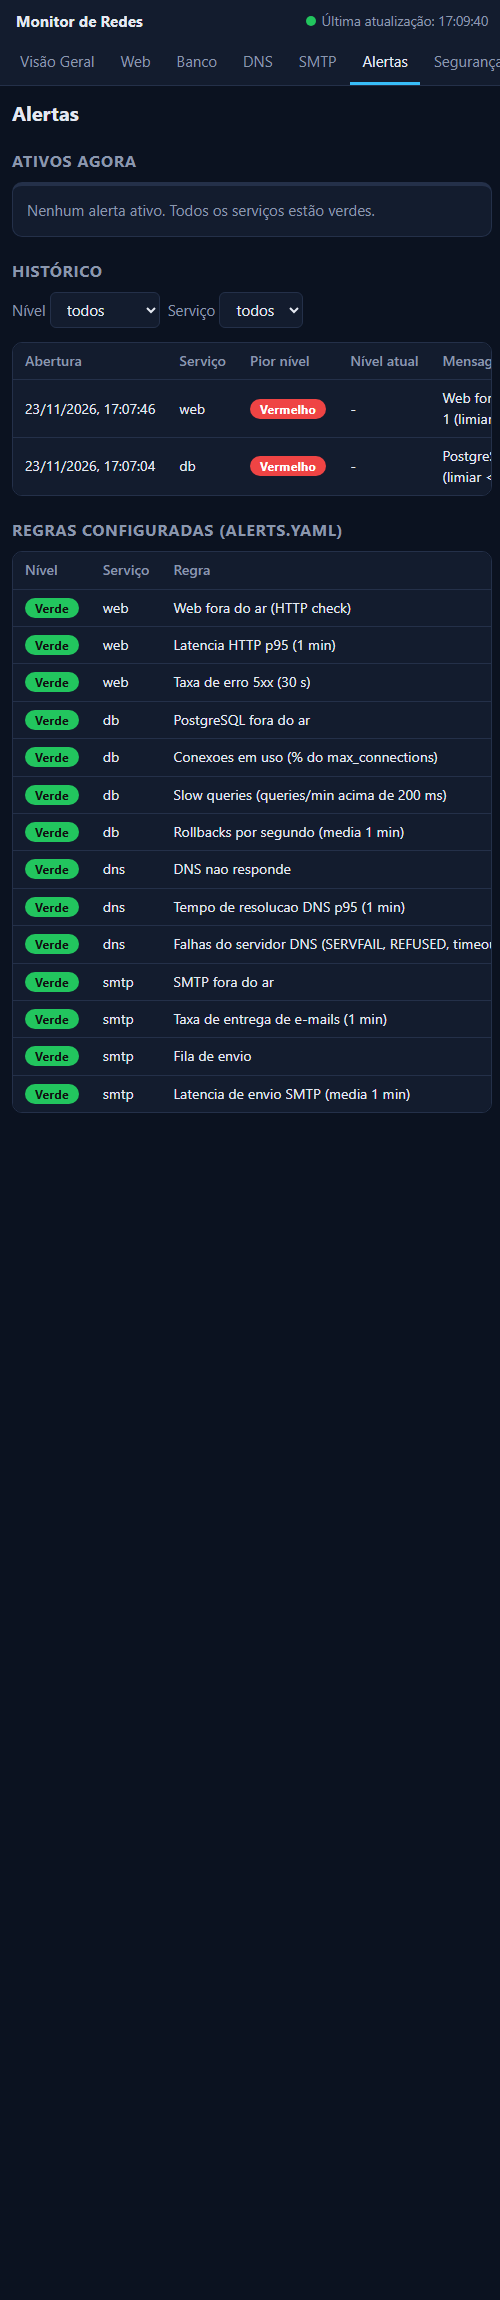 Monitor de Redes
Última atualização: 17:09:40
Visão Geral Web Banco DNS SMTP Alertas Segurança
Alertas
ATIVOS AGORA
Nenhum alerta ativo. Todos os serviços estão verdes.
HISTÓRICO
Nível todos Serviço todos
Abertura Serviço Pior nível Nível atual Mensag
23/11/2026, 17:07:46 web Vermelho - Web for
1 (limiar
23/11/2026, 17:07:04 db Vermelho - PostgreS
(limiar <
REGRAS CONFIGURADAS (ALERTS.YAML)
Nível Serviço Regra
Verde web Web fora do ar (HTTP check)
Verde web Latencia HTTP p95 (1 min)
Verde web Taxa de erro 5xx (30 s)
Verde db PostgreSQL fora do ar
Verde db Conexoes em uso (% do max_connections)
Verde db Slow queries (queries/min acima de 200 ms)
Verde db Rollbacks por segundo (media 1 min)
Verde dns DNS nao responde
Verde dns Tempo de resolucao DNS p95 (1 min)
Verde dns Falhas do servidor DNS (SERVFAIL, REFUSED, timeou
Verde smtp SMTP fora do ar
Verde smtp Taxa de entrega de e-mails (1 min)
Verde smtp Fila de envio
Verde smtp Latencia de envio SMTP (media 1 min)